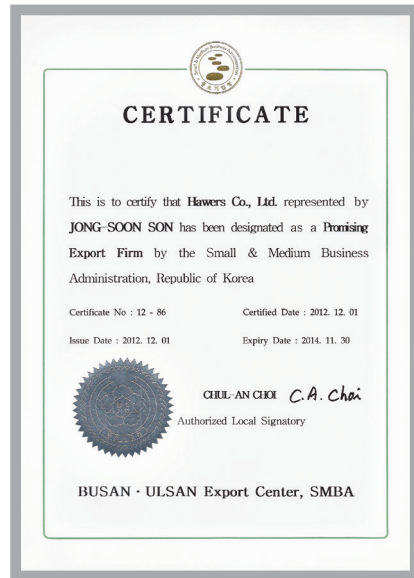 CERTIFICATE
This is to certify that Hawers Co., Ltd. represented by
JONG-SOON SON has been designated as a Promising
Export Firm by the Small & Medium Business
Administration, Republic of Korea
Certificate No : 12 - 86 Certified Date : 2012. 12. 01
Issue Date : 2012. 12. 01 Expiry Date : 2014. 11. 30
CHUL-AN CHOI C.A. Choi
Authorized Local Signatory
BUSAN · ULSAN Export Center, SMBA